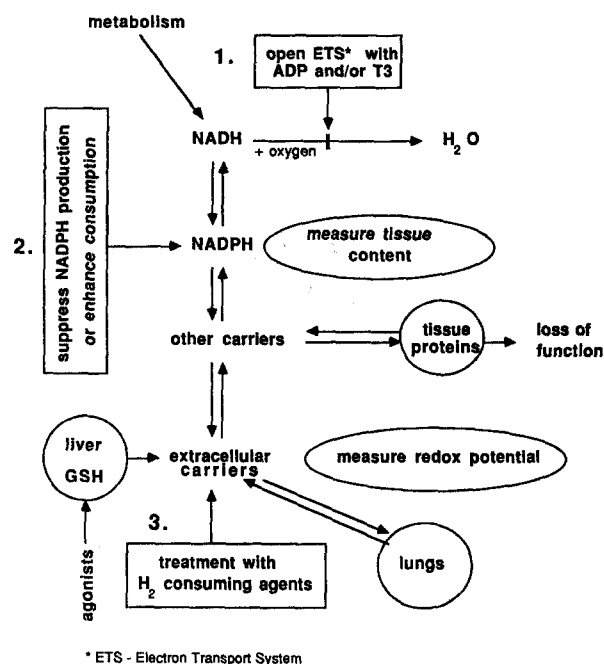 metabolism
1.
open ETS* with
ADP and/or T3
NADH
+ oxygen
H2O
2.
suppress NADPH production
or enhance consumption
NADPH
measure tissue
content
other carriers
tissue
proteins
loss of
function
liver
GSH
extracellular
carriers
measure redox potential
agonists
3.
treatment with
H2 consuming agents
lungs
* ETS - Electron Transport System